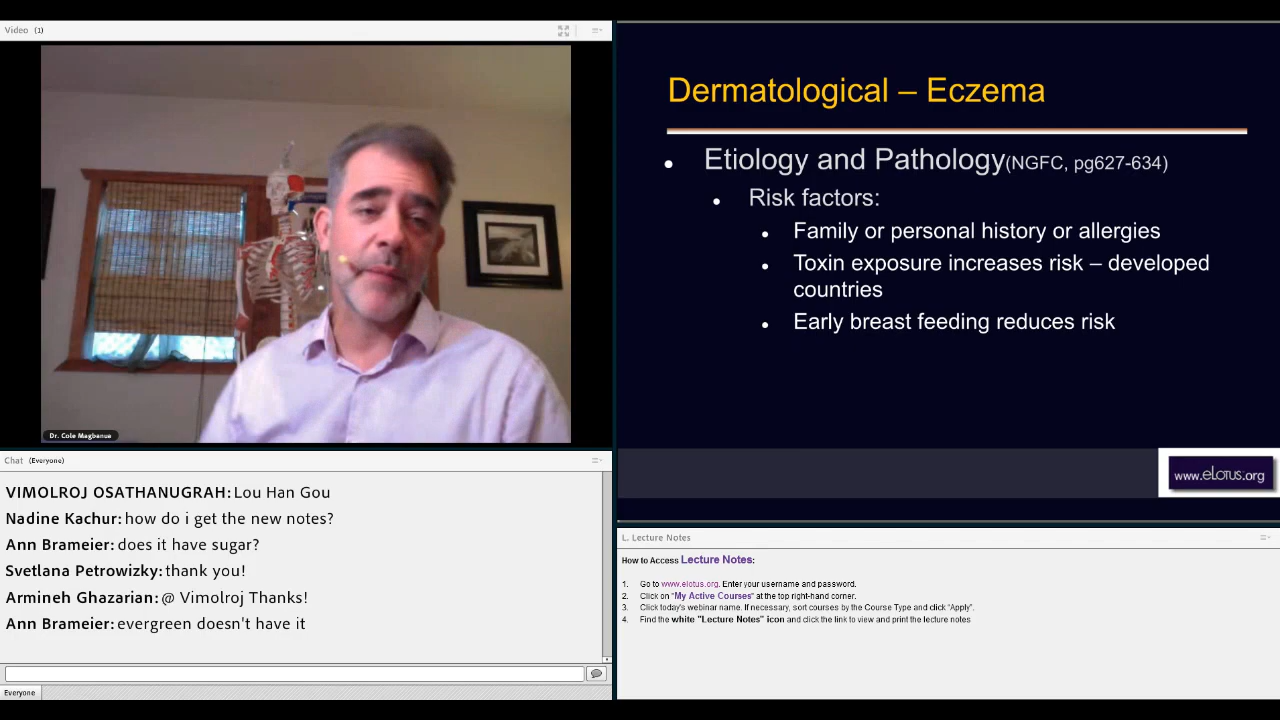 Video (1)
Dr. Cole Magbanua
Chat (Everyone)
VIMOLROJ OSATHANUGRAH: Lou Han Gou
Nadine Kachur: how do i get the new notes?
Ann Brameier: does it have sugar?
Svetlana Petrowizky: thank you!
Armineh Ghazarian: @ Vimolroj Thanks!
Ann Brameier: evergreen doesn't have it
Everyone
Dermatological – Eczema
• Etiology and Pathology(NGFC, pg627-634)
• Risk factors:
• Family or personal history or allergies
• Toxin exposure increases risk – developed
countries
• Early breast feeding reduces risk
www.eLotus.org
L. Lecture Notes
How to Access Lecture Notes:
1. Go to www.elotus.org. Enter your username and password.
2. Click on "My Active Courses" at the top right-hand corner.
3. Click today's webinar name. If necessary, sort courses by the Course Type and click "Apply".
4. Find the white "Lecture Notes" icon and click the link to view and print the lecture notes